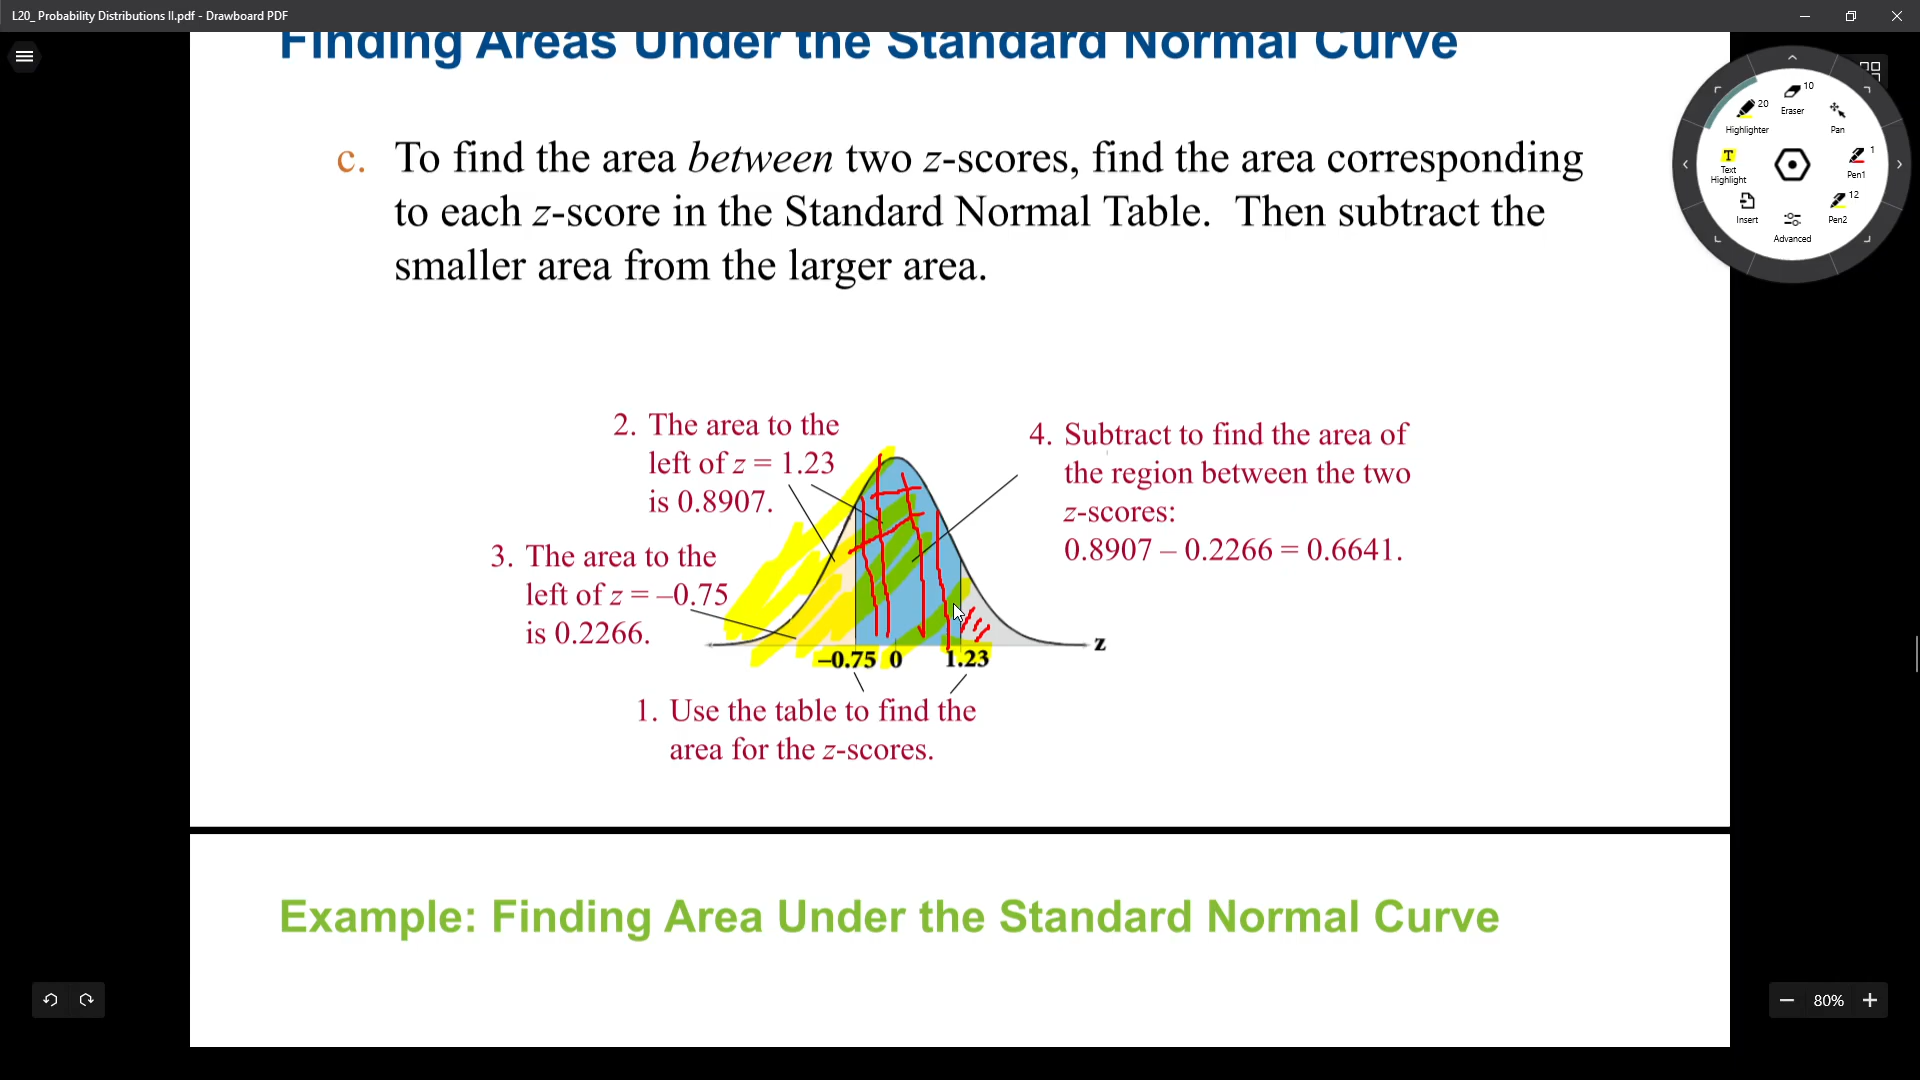 L20_ Probability Distributions II.pdf - Drawboard PDF
Finding Areas Under the Standard Normal Curve
c. To find the area between two z-scores, find the area corresponding
to each z-score in the Standard Normal Table. Then subtract the
smaller area from the larger area.
2. The area to the
left of z = 1.23
is 0.8907.
3. The area to the
left of z = –0.75
is 0.2266.
4. Subtract to find the area of
the region between the two
z-scores:
0.8907 – 0.2266 = 0.6641.
z
–0.75 0 1.23
1. Use the table to find the
area for the z-scores.
Example: Finding Area Under the Standard Normal Curve
10
Eraser
20
Highlighter
Pan
T
Text
Highlight
1
Pen1
Insert
12
Pen2
Advanced
80%